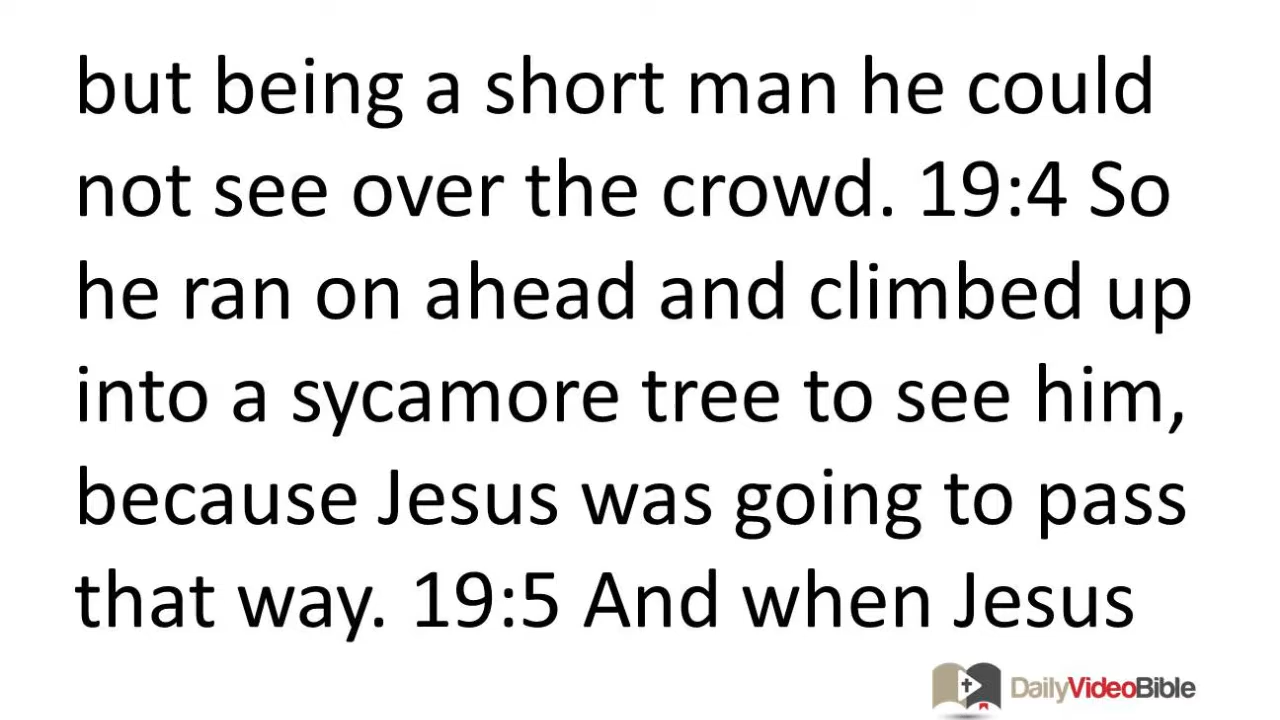 but being a short man he could
not see over the crowd. 19:4 So
he ran on ahead and climbed up
into a sycamore tree to see him,
because Jesus was going to pass
that way. 19:5 And when Jesus
DailyVideoBible